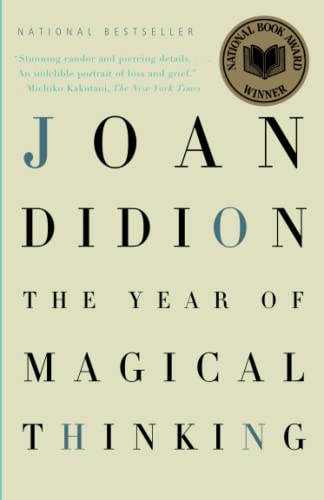 NATIONAL BESTSELLER
"Stunning candor and piercing details.
An indelible portrait of loss and grief."
Michiko Kakutani, The New York Times
NATIONAL BOOK AWARD
WINNER
JOAN
DIDION
THE YEAR OF
MAGICAL
THINKING